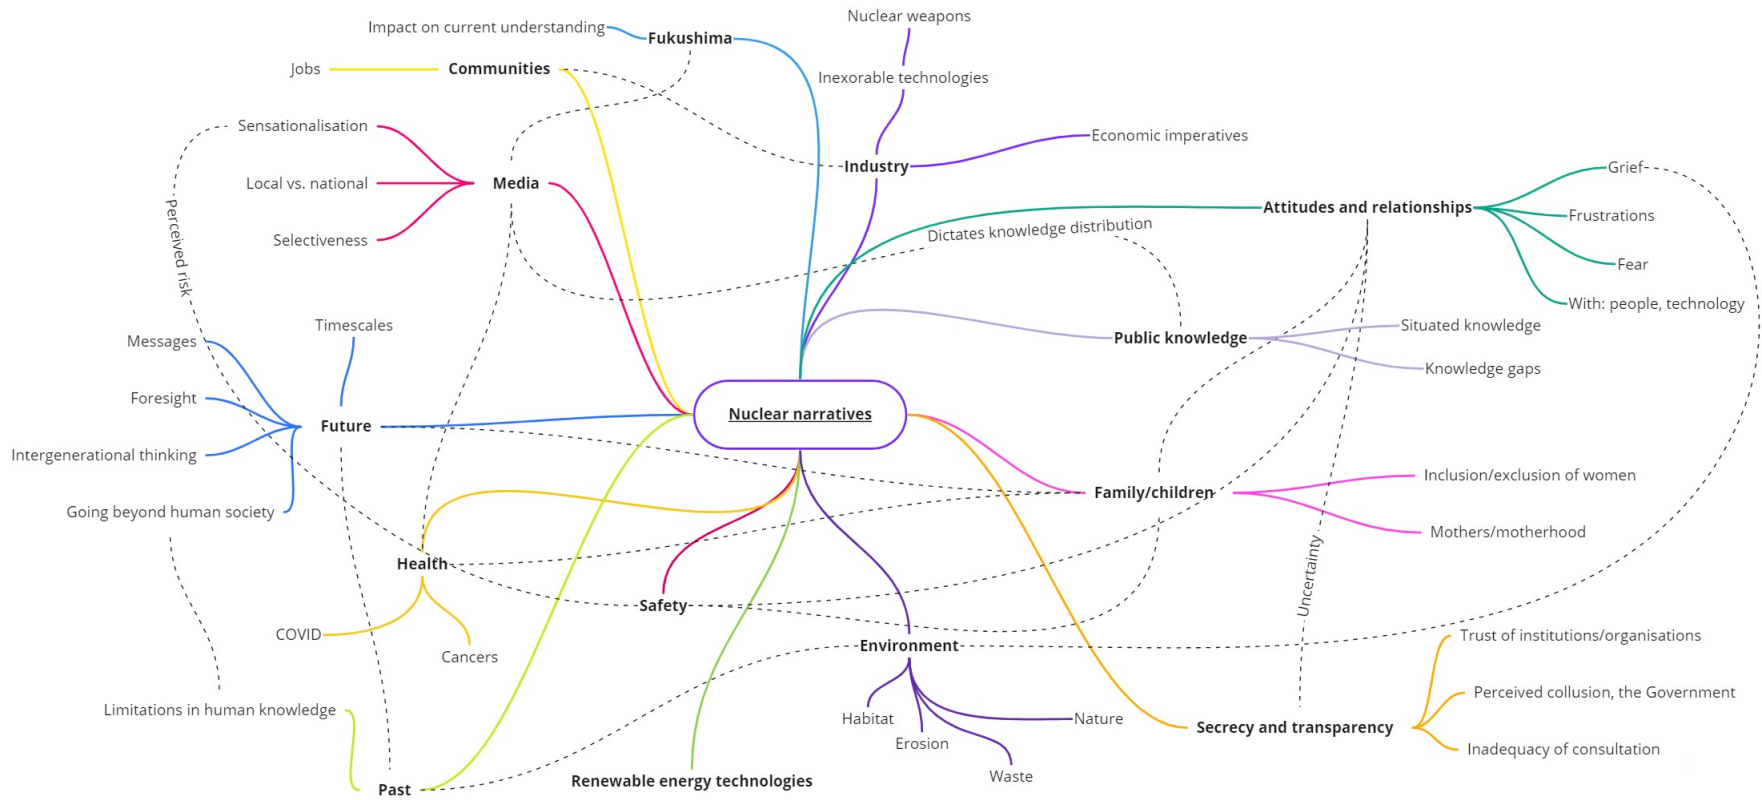 Nuclear weapons
Impact on current understanding
Fukushima
Jobs
Communities
Inexorable technologies
Sensationalisation
Economic imperatives
Industry
Grief
Local vs. national
Media
Attitudes and relationships
Frustrations
Perceived risk
Dictates knowledge distribution
Selectiveness
Fear
With: people, technology
Timescales
Situated knowledge
Messages
Public knowledge
Knowledge gaps
Foresight
Nuclear narratives
Future
Intergenerational thinking
Inclusion/exclusion of women
Family/children
Going beyond human society
Mothers/motherhood
Health
Uncertainty
Safety
COVID
Trust of institutions/organisations
Environment
Cancers
Perceived collusion, the Government
Limitations in human knowledge
Habitat
Nature
Secrecy and transparency
Erosion
Inadequacy of consultation
Waste
Renewable energy technologies
Past